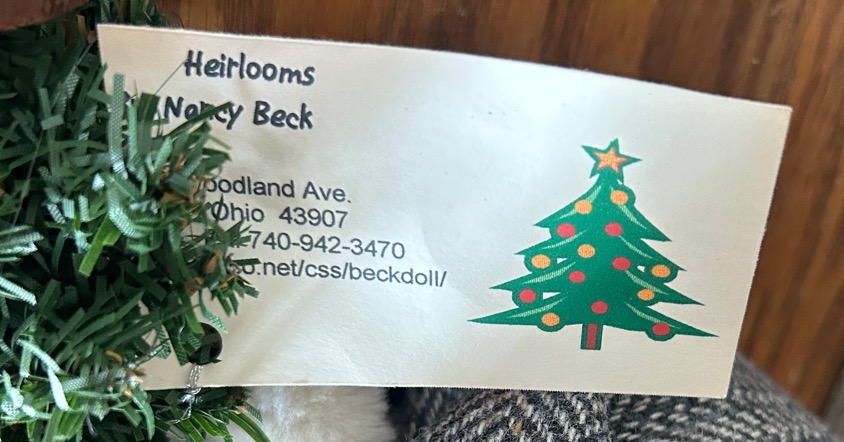 Heirlooms
Nancy Beck
oodland Ave.
Ohio 43907
740-942-3470
o.net/css/beckdoll/